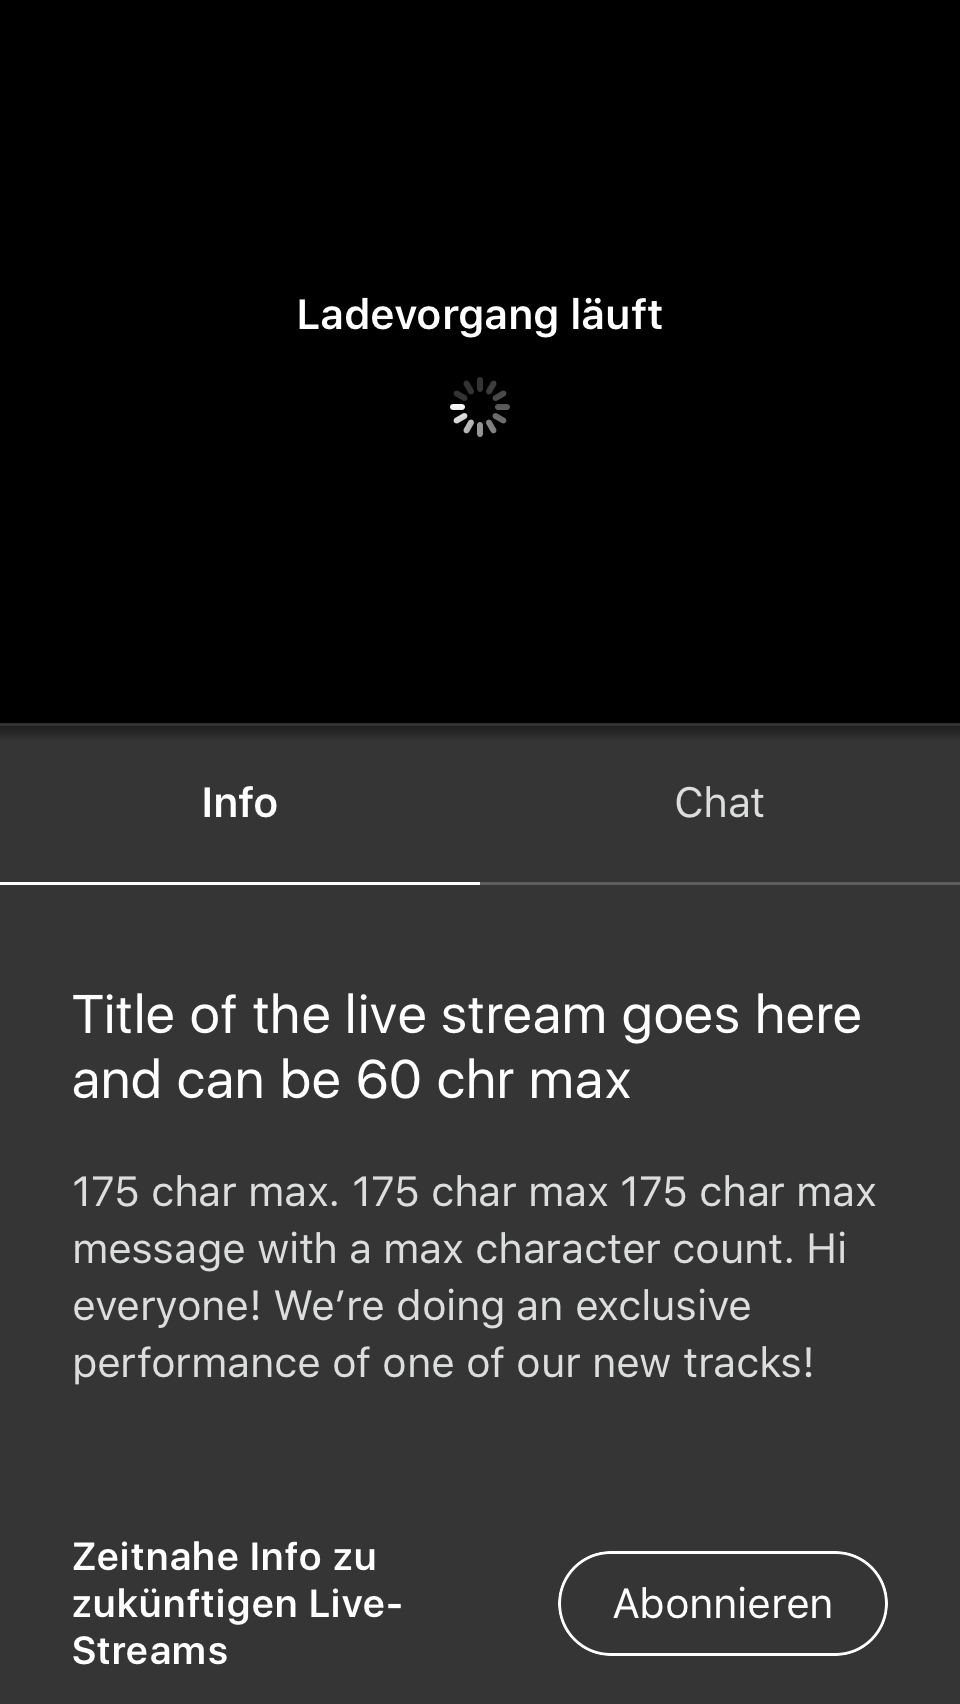 Ladevorgang läuft
Info
Chat
Title of the live stream goes here
and can be 60 chr max
175 char max. 175 char max 175 char max
message with a max character count. Hi
everyone! We’re doing an exclusive
performance of one of our new tracks!
Zeitnahe Info zu
zukünftigen Live-
Streams
Abonnieren